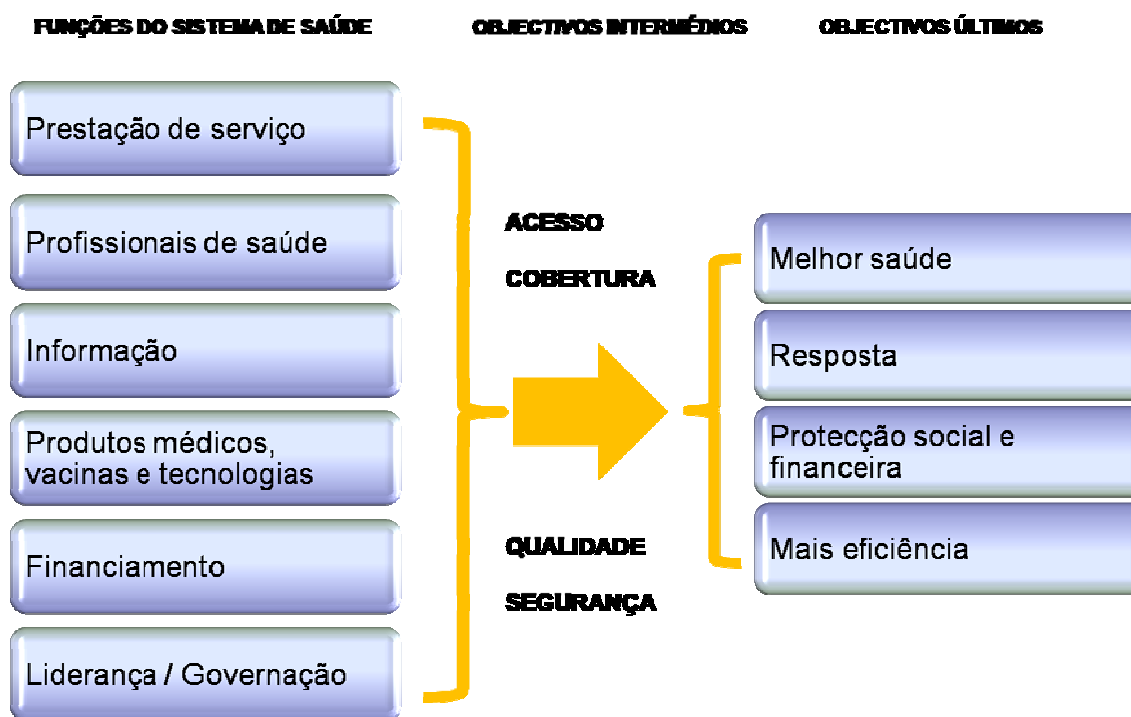 FUNÇÕES DO SISTEMA DE SAÚDE
OBJECTIVOS INTERMÉDIOS
OBJECTIVOS ÚLTIMOS
Prestação de serviço
Profissionais de saúde
Informação
Produtos médicos,
vacinas e tecnologias
Financiamento
Liderança / Governação
ACESSO
COBERTURA
QUALIDADE
SEGURANÇA
Melhor saúde
Resposta
Protecção social e
financeira
Mais eficiência